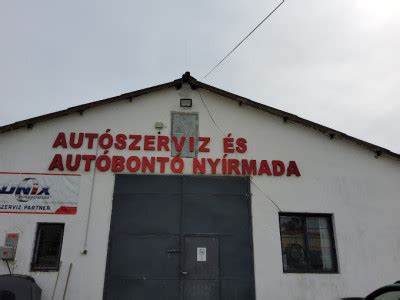 AUTÓSZERVIZ ÉS
AUTÓBONTÓ NYÍRMADA
UNIX
SZERVIZ PARTNER